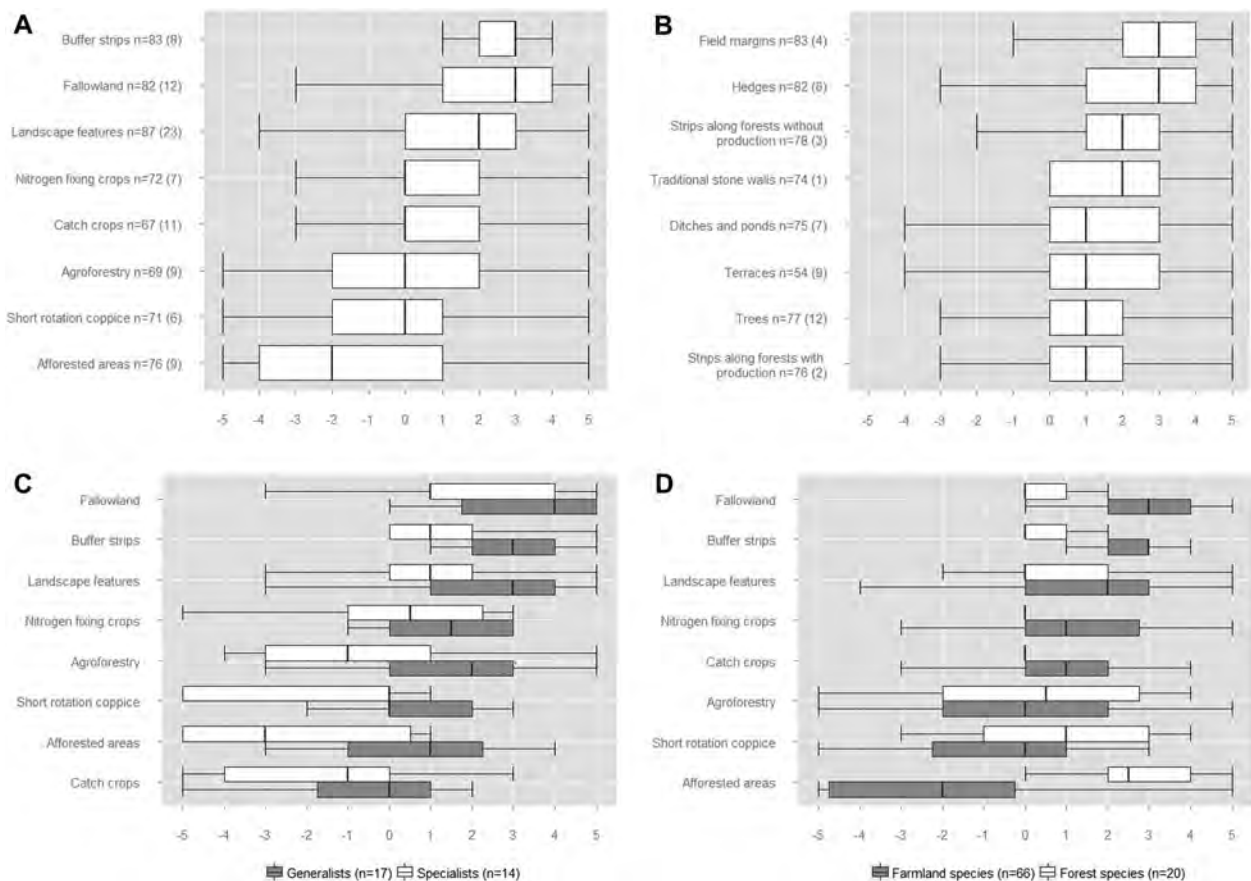 A
Buffer strips n=83 (8)
Fallowland n=82 (12)
Landscape features n=87 (23)
Nitrogen fixing crops n=72 (7)
Catch crops n=67 (11)
Agroforestry n=69 (9)
Short rotation coppice n=71 (6)
Afforested areas n=76 (9)
-5 -4 -3 -2 -1 0 1 2 3 4 5
B
Field margins n=83 (4)
Hedges n=82 (6)
Strips along forests without
production n=78 (3)
Traditional stone walls n=74 (1)
Ditches and ponds n=75 (7)
Terraces n=54 (9)
Trees n=77 (12)
Strips along forests with
production n=76 (2)
-5 -4 -3 -2 -1 0 1 2 3 4 5
C
Fallowland
Buffer strips
Landscape features
Nitrogen fixing crops
Agroforestry
Short rotation coppice
Afforested areas
Catch crops
-5 -4 -3 -2 -1 0 1 2 3 4 5
Generalists (n=17) Specialists (n=14)
D
Fallowland
Buffer strips
Landscape features
Nitrogen fixing crops
Catch crops
Agroforestry
Short rotation coppice
Afforested areas
-5 -4 -3 -2 -1 0 1 2 3 4 5
Farmland species (n=66) Forest species (n=20)